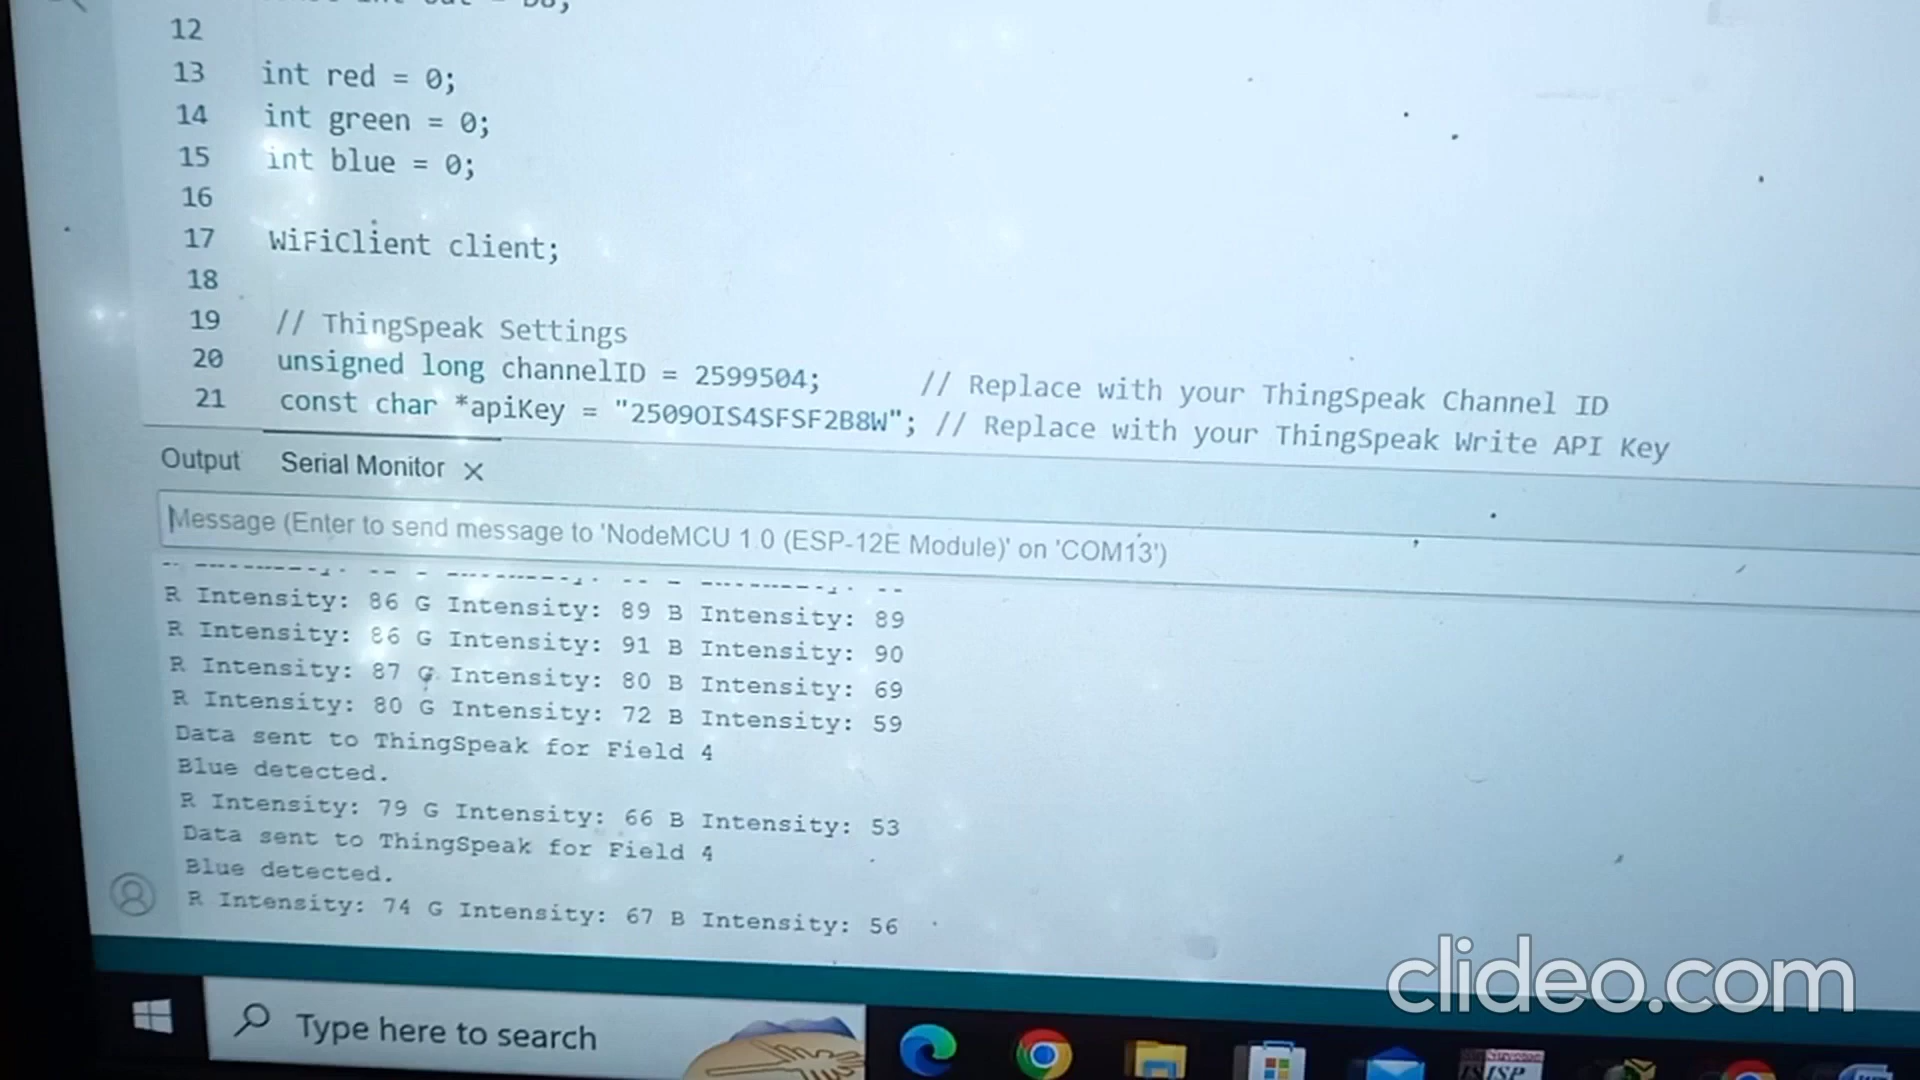 12
13 int red = 0;
14 int green = 0;
15 int blue = 0;
16
17 WiFiClient client;
18
19 // ThingSpeak Settings
20 unsigned long channelID = 2599504; // Replace with your ThingSpeak Channel ID
21 const char *apiKey = "2509OIS4SFSF2B8W"; // Replace with your ThingSpeak Write API Key
Output Serial Monitor X
Message (Enter to send message to 'NodeMCU 1.0 (ESP-12E Module)' on 'COM13')
R Intensity: 86 G Intensity: 89 B Intensity: 89
R Intensity: 86 G Intensity: 91 B Intensity: 90
R Intensity: 87 G Intensity: 80 B Intensity: 69
R Intensity: 80 G Intensity: 72 B Intensity: 59
Data sent to ThingSpeak for Field 4
Blue detected.
R Intensity: 79 G Intensity: 66 B Intensity: 53
Data sent to ThingSpeak for Field 4
Blue detected.
R Intensity: 74 G Intensity: 67 B Intensity: 56
clideo.com
Type here to search